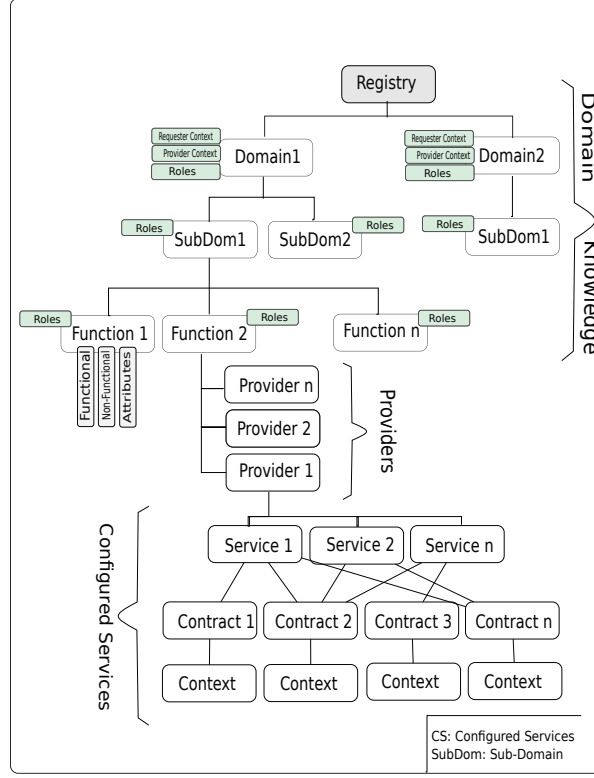 Registry
Requester Context
Provider Context
Roles
Domain1
Requester Context
Provider Context
Roles
Domain2
Domain Knowledge
Roles
SubDom1
SubDom2
Roles
Roles
SubDom1
Roles
Function 1
Function 2
Roles
Function n
Roles
Functional
Non-Functional
Attributes
Provider n
Provider 2
Provider 1
Providers
Configured Services
Service 1
Service 2
Service n
Contract 1
Contract 2
Contract 3
Contract n
Context
Context
Context
Context
CS: Configured Services
SubDom: Sub-Domain